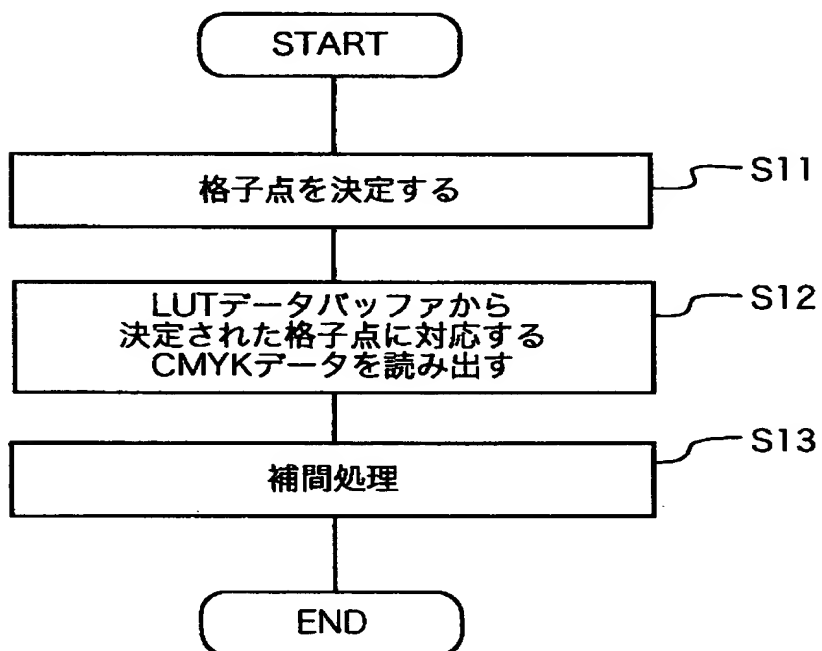 START
格子点を決定する
S11
LUTデータバッファから
決定された格子点に対応する
CMYKデータを読み出す
S12
補間処理
S13
END